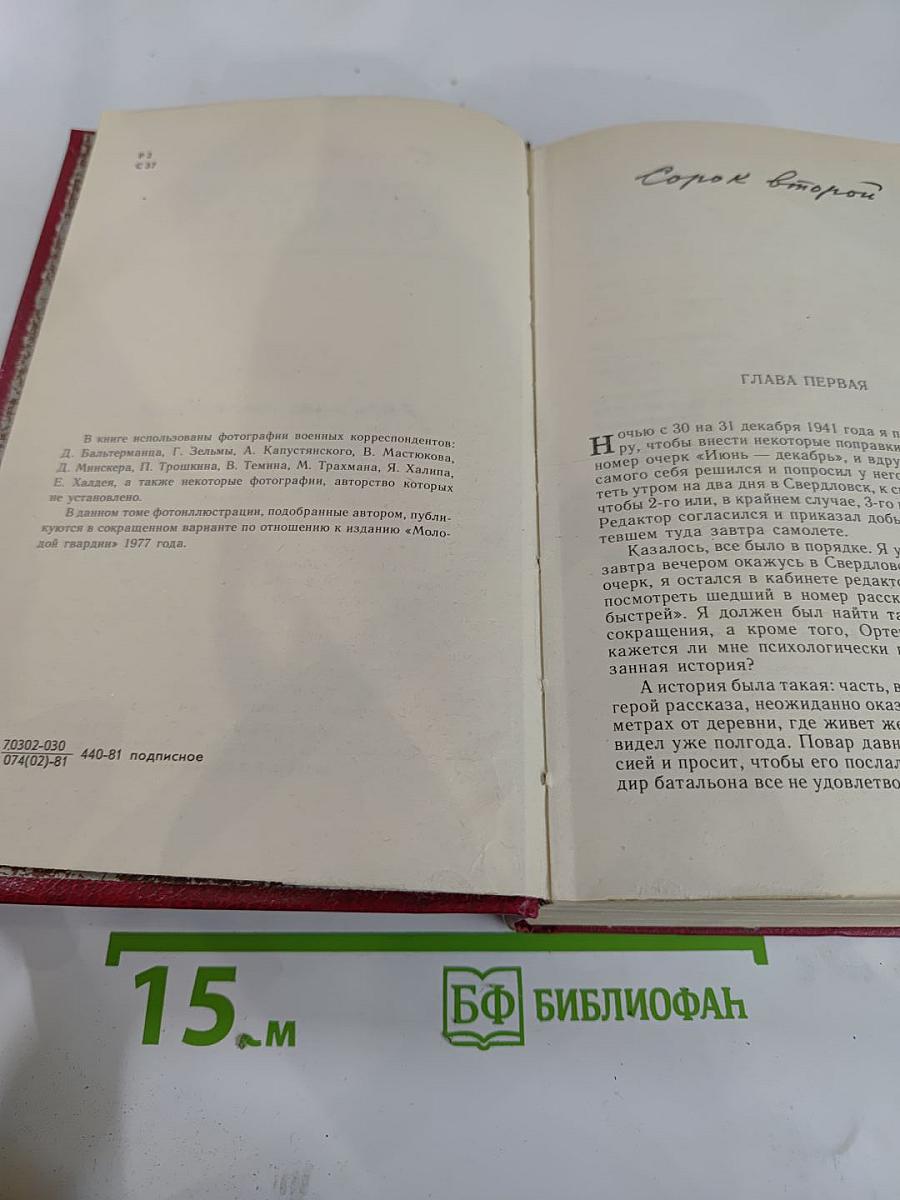 Р2
С37
В книге использованы фотографии военных корреспондентов:
Д. Бальтерманца, Г. Зельмы, А. Капустянского, В. Мастюкова,
Д. Минскера, П. Трошкина, В. Темина, М. Трахмана, Я. Халипа,
Е. Халдея, а также некоторые фотографии, авторство которых
не установлено.
В данном томе фотоиллюстрации, подобранные автором, публи-
куются в сокращенном варианте по отношению к изданию «Моло-
дой гвардии» 1977 года.
70302-030
074(02)-81
440-81 подписное
Сорок второй
ГЛАВА ПЕРВАЯ
Ночью с 30 на 31 декабря 1941 года я п
ру, чтобы внести некоторые поправки
номер очерк «Июнь — декабрь», и вдру
самого себя решился и попросил у него
теть утром на два дня в Свердловск, к с
чтобы 2-го или, в крайнем случае, 3-го
Редактор согласился и приказал добы
тевшем туда завтра самолете.
Казалось, все было в порядке. Я у
завтра вечером окажусь в Свердлов
очерк, я остался в кабинете редакт
посмотреть шедший в номер расск
быстрей». Я должен был найти та
сокращения, а кроме того, Орте
кажется ли мне психологически
занная история?
А история была такая: часть, в
герой рассказа, неожиданно оказ
метрах от деревни, где живет же
видел уже полгода. Повар давн
сией и просит, чтобы его послал
дир батальона все не удовлетво
15 см
БФ БИБЛИОФАН